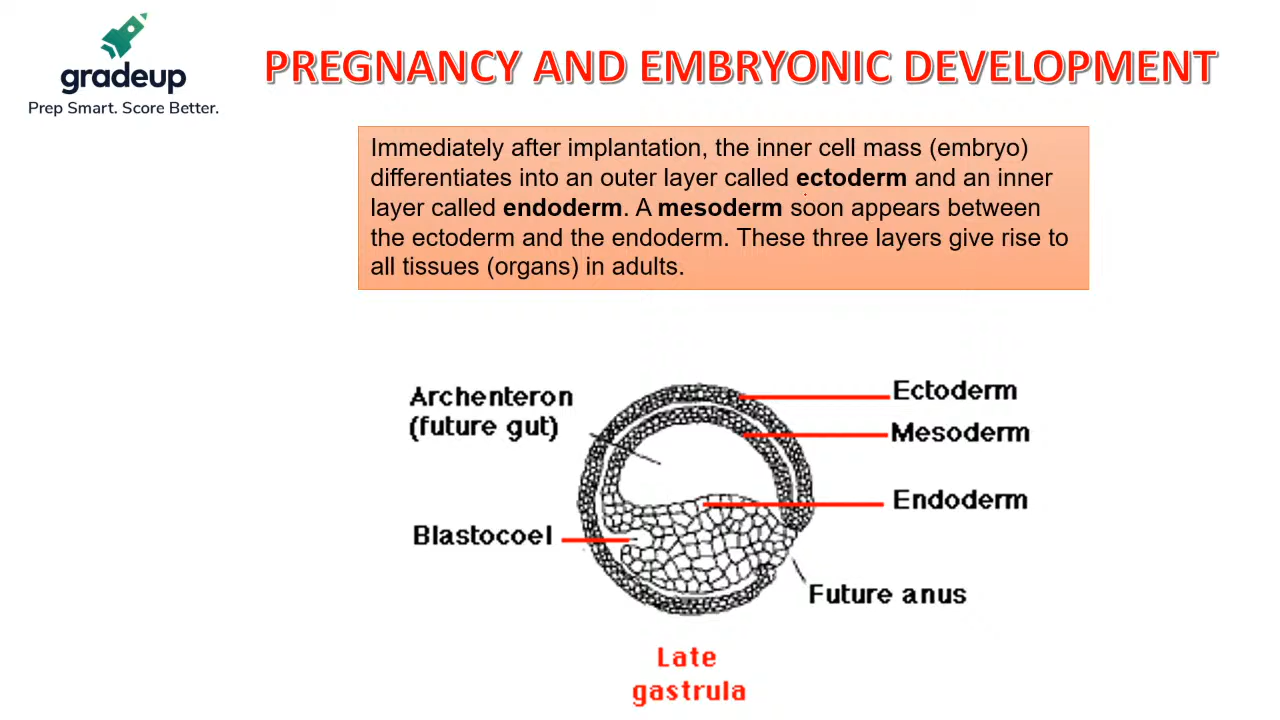 gradeup
Prep Smart. Score Better.
PREGNANCY AND EMBRYONIC DEVELOPMENT
Immediately after implantation, the inner cell mass (embryo)
differentiates into an outer layer called ectoderm and an inner
layer called endoderm. A mesoderm soon appears between
the ectoderm and the endoderm. These three layers give rise to
all tissues (organs) in adults.
Archenteron
(future gut)
Ectoderm
Mesoderm
Endoderm
Blastocoel
Future anus
Late
gastrula